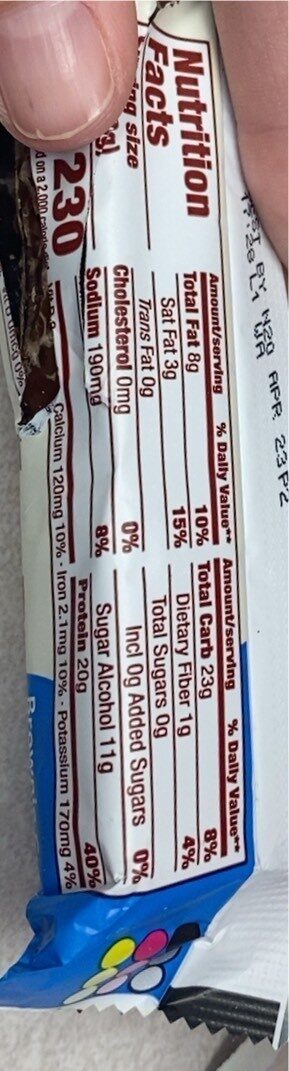 Nutrition
Facts
size
230
Amount/serving % Daily Value**
Total Fat 8g 10%
Sat Fat 3g 15%
Trans Fat 0g
Cholesterol 0mg 0%
Sodium 190mg 8%
Amount/serving % Daily Value**
Total Carb 23g 8%
Dietary Fiber 1g 4%
Total Sugars 0g
Incl 0g Added Sugars 0%
Sugar Alcohol 11g
Protein 20g 40%
Calcium 120mg 10% · Iron 2.1mg 10% · Potassium 170mg 4%
BY APR 23